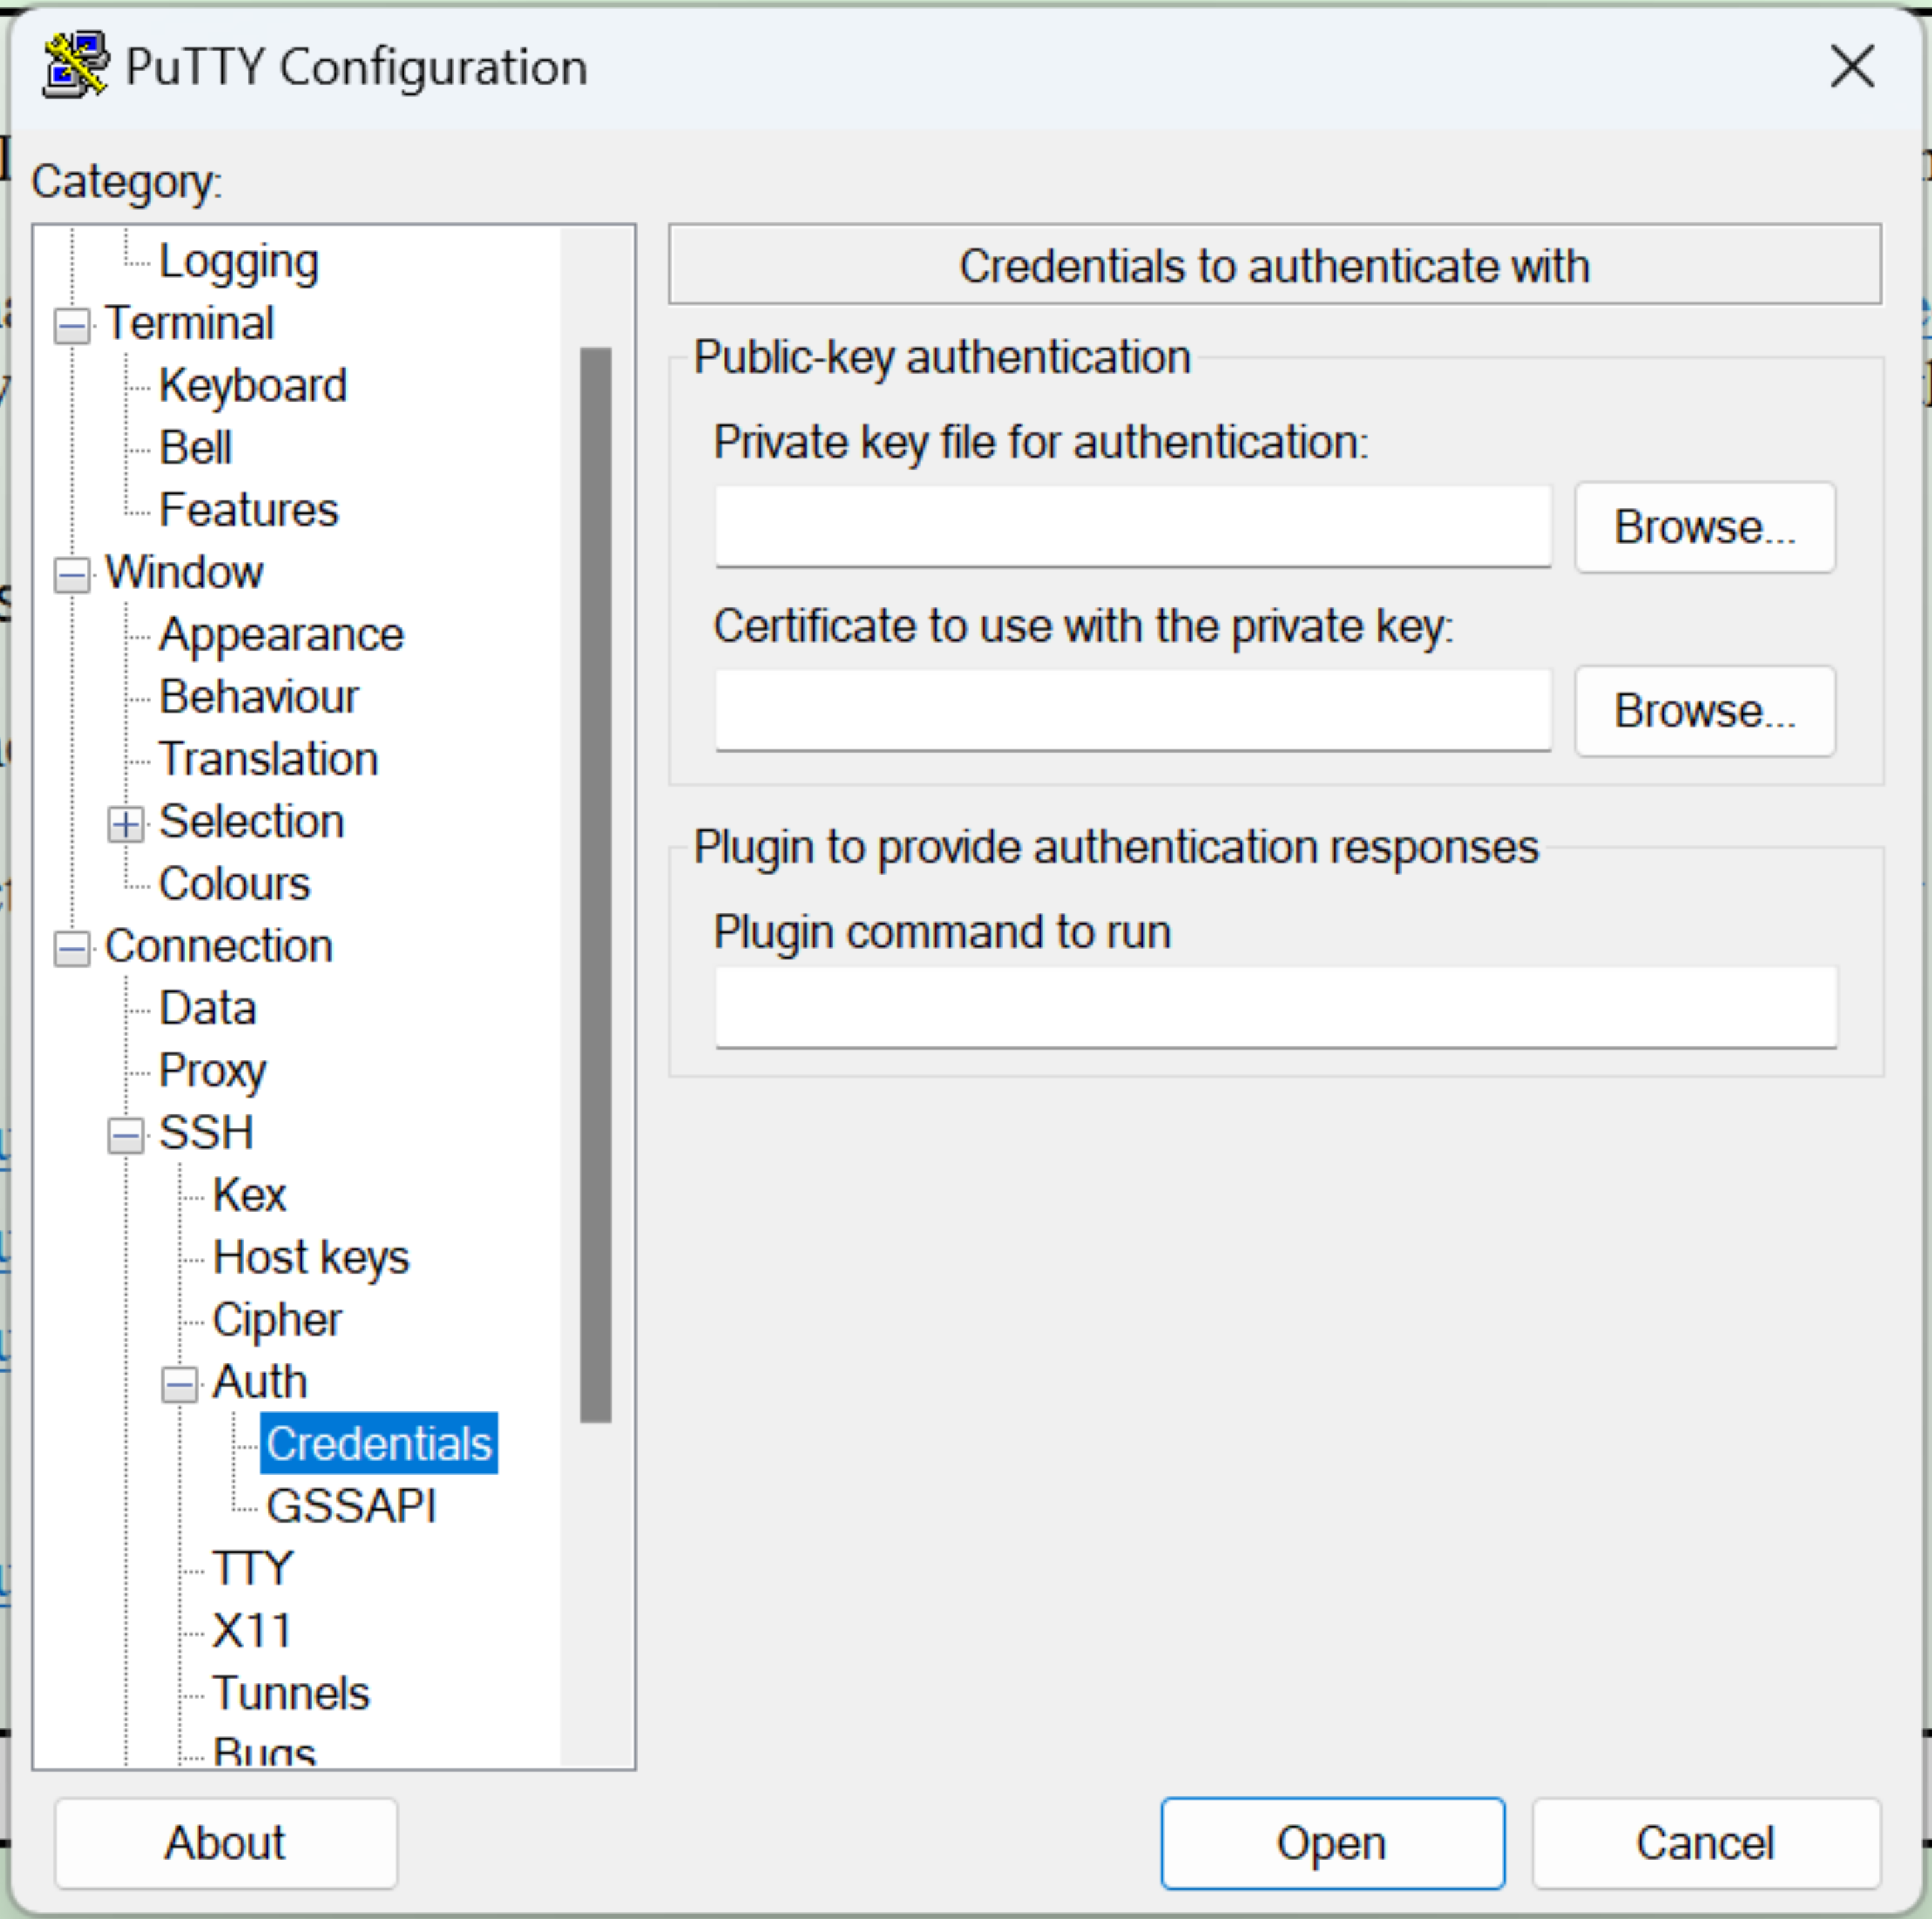 PuTTY Configuration
Category:
Logging
Terminal
Keyboard
Bell
Features
Window
Appearance
Behaviour
Translation
Selection
Colours
Connection
Data
Proxy
SSH
Kex
Host keys
Cipher
Auth
Credentials
GSSAPI
TTY
X11
Tunnels
Bugs
Credentials to authenticate with
Public-key authentication
Private key file for authentication:
Browse...
Certificate to use with the private key:
Browse...
Plugin to provide authentication responses
Plugin command to run
About
Open
Cancel